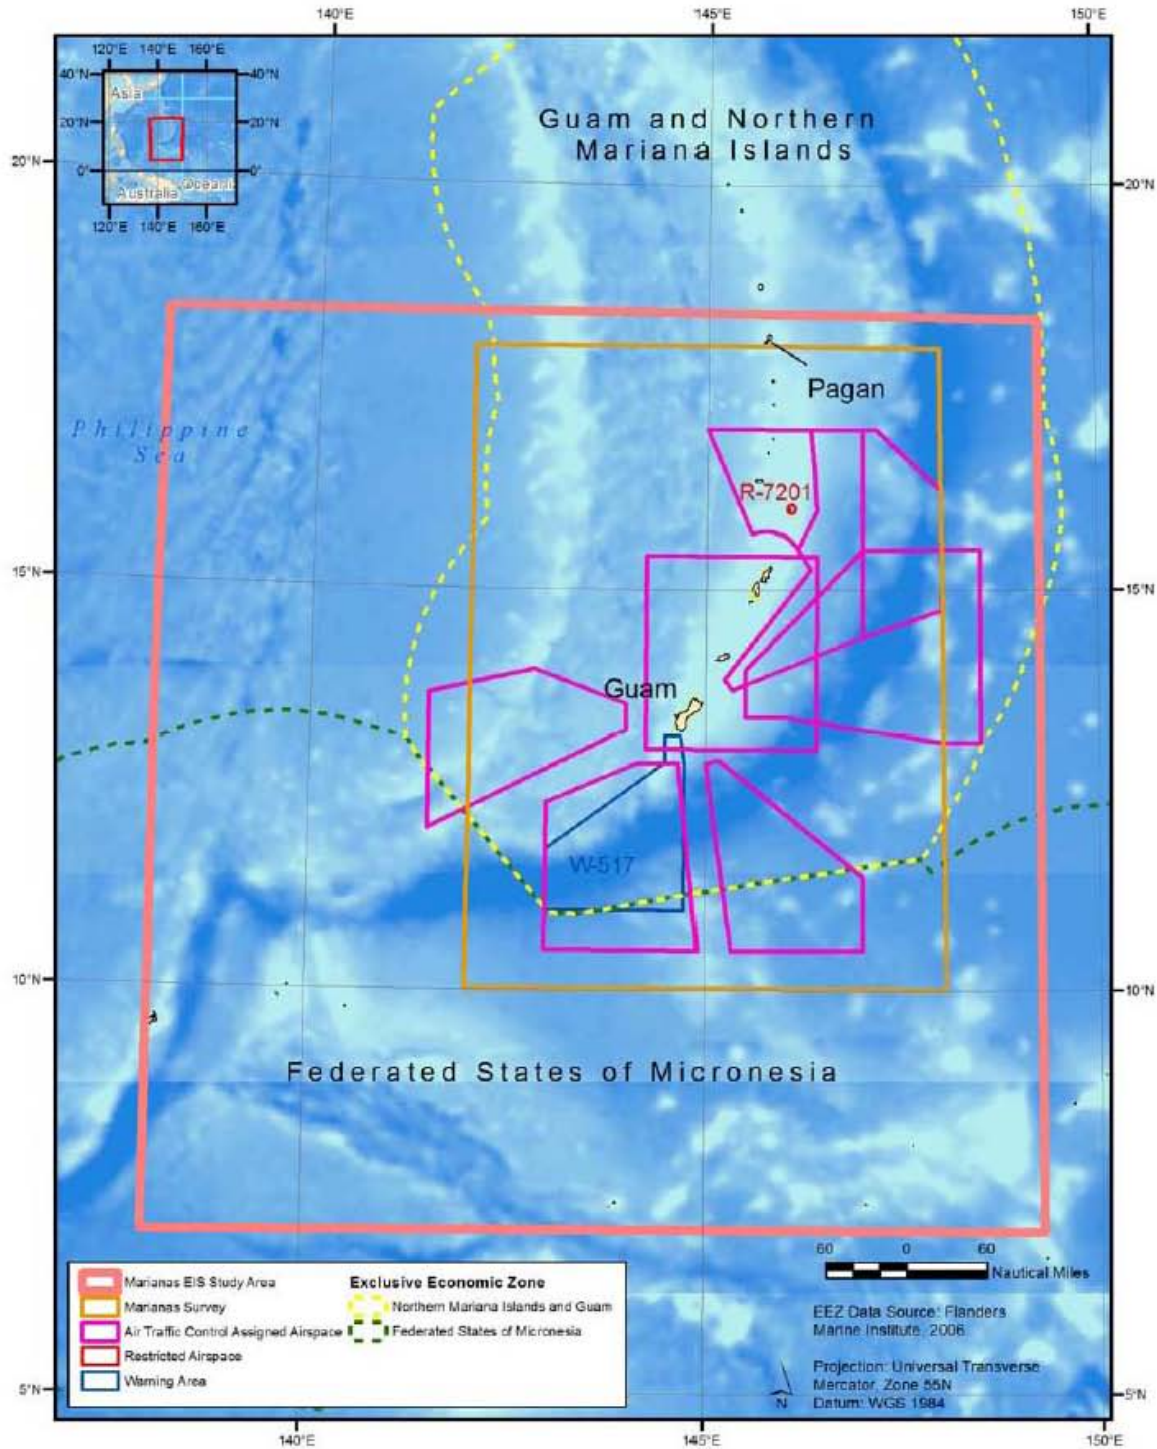 140°E
145°E
150°E
120°E 140°E 160°E
40°N
40°N
Asia
20°N
20°N
0°
0°
Australia
Oceani
120°E 140°E 160°E
Guam and Northern
Mariana Islands
20°N
20°N
Pagan
Philippine
Sea
R-7201
15°N
15°N
Guam
W-517
10°N
10°N
Federated States of Micronesia
60 0 60
Nautical Miles
Marianas EIS Study Area
Marianas Survey
Air Traffic Control Assigned Airspace
Restricted Airspace
Warning Area
Exclusive Economic Zone
Northern Mariana Islands and Guam
Federated States of Micronesia
EEZ Data Source: Flanders
Marine Institute, 2006
Projection: Universal Transverse
Mercator, Zone 55N
Datum: WGS 1984
N
5°N
5°N
140°E
145°E
150°E